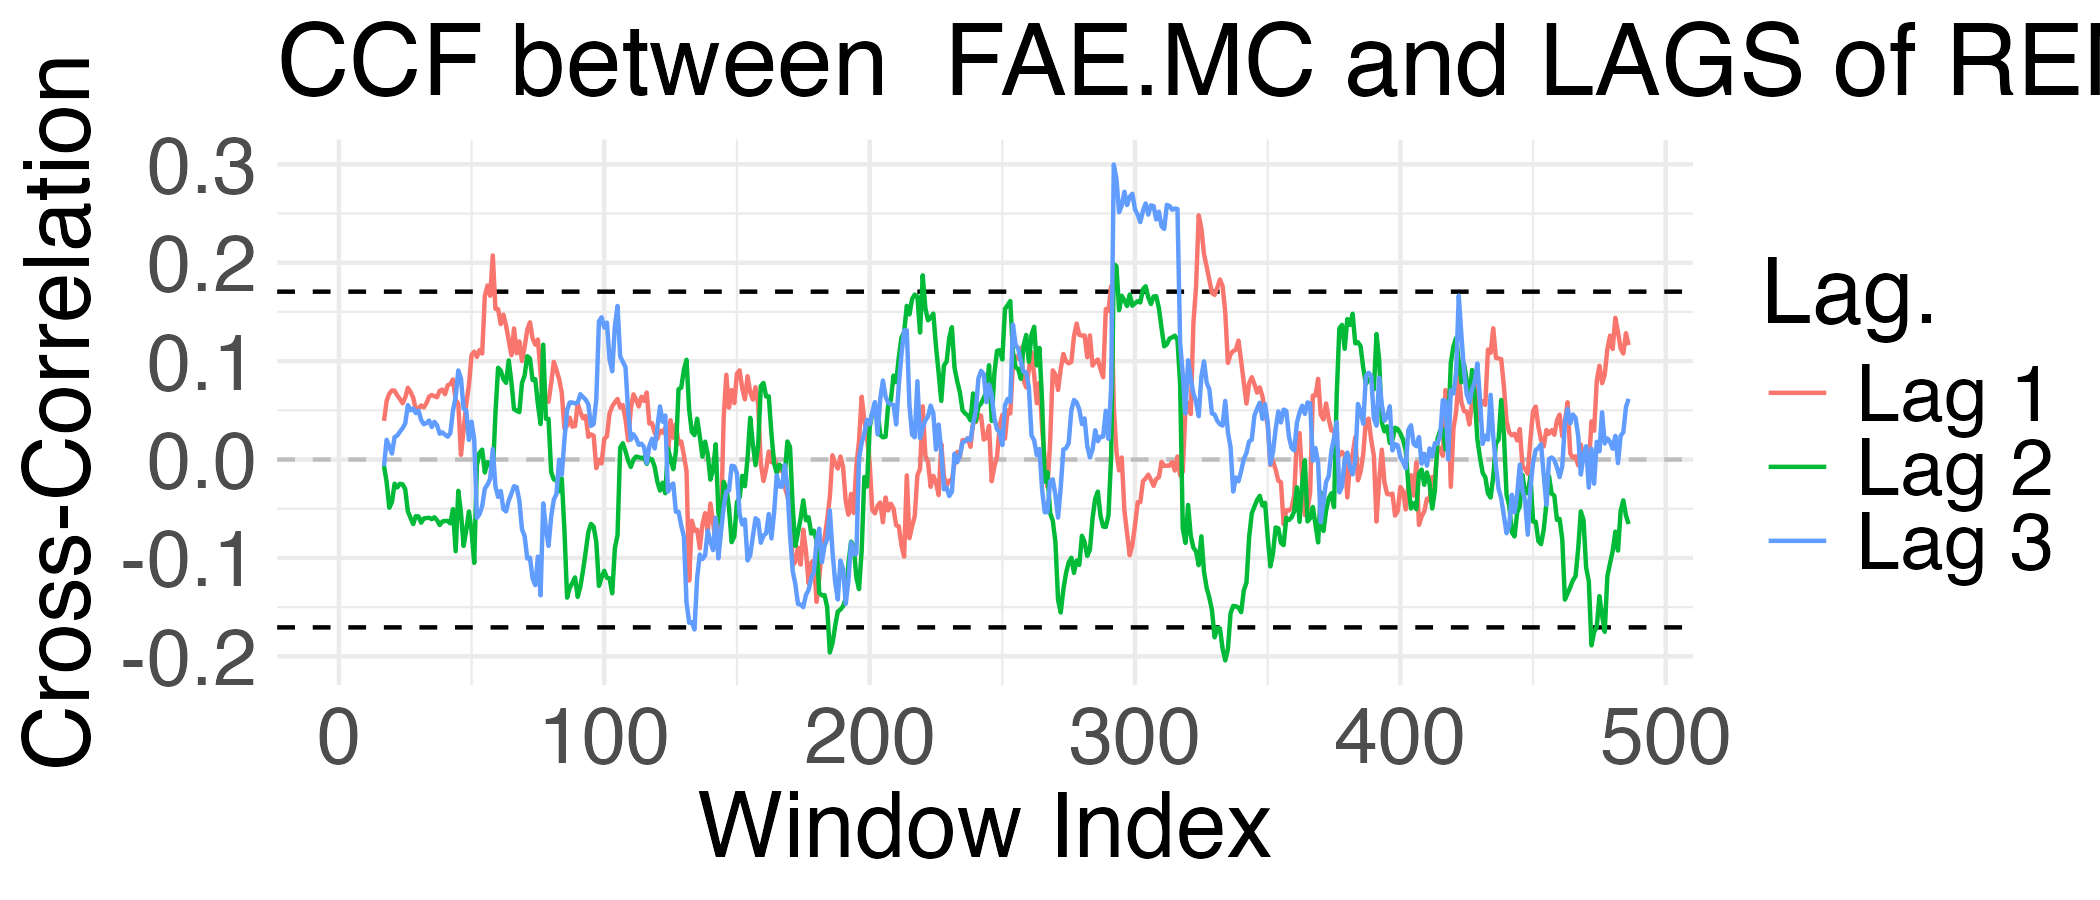 CCF between  FAE.MC and LAGS of
Cross-Correlation
0.3
0.2
0.1
0.0
-0.1
-0.2
0
100
200
300
400
500
Window Index
Lag.
Lag 1
Lag 2
Lag 3